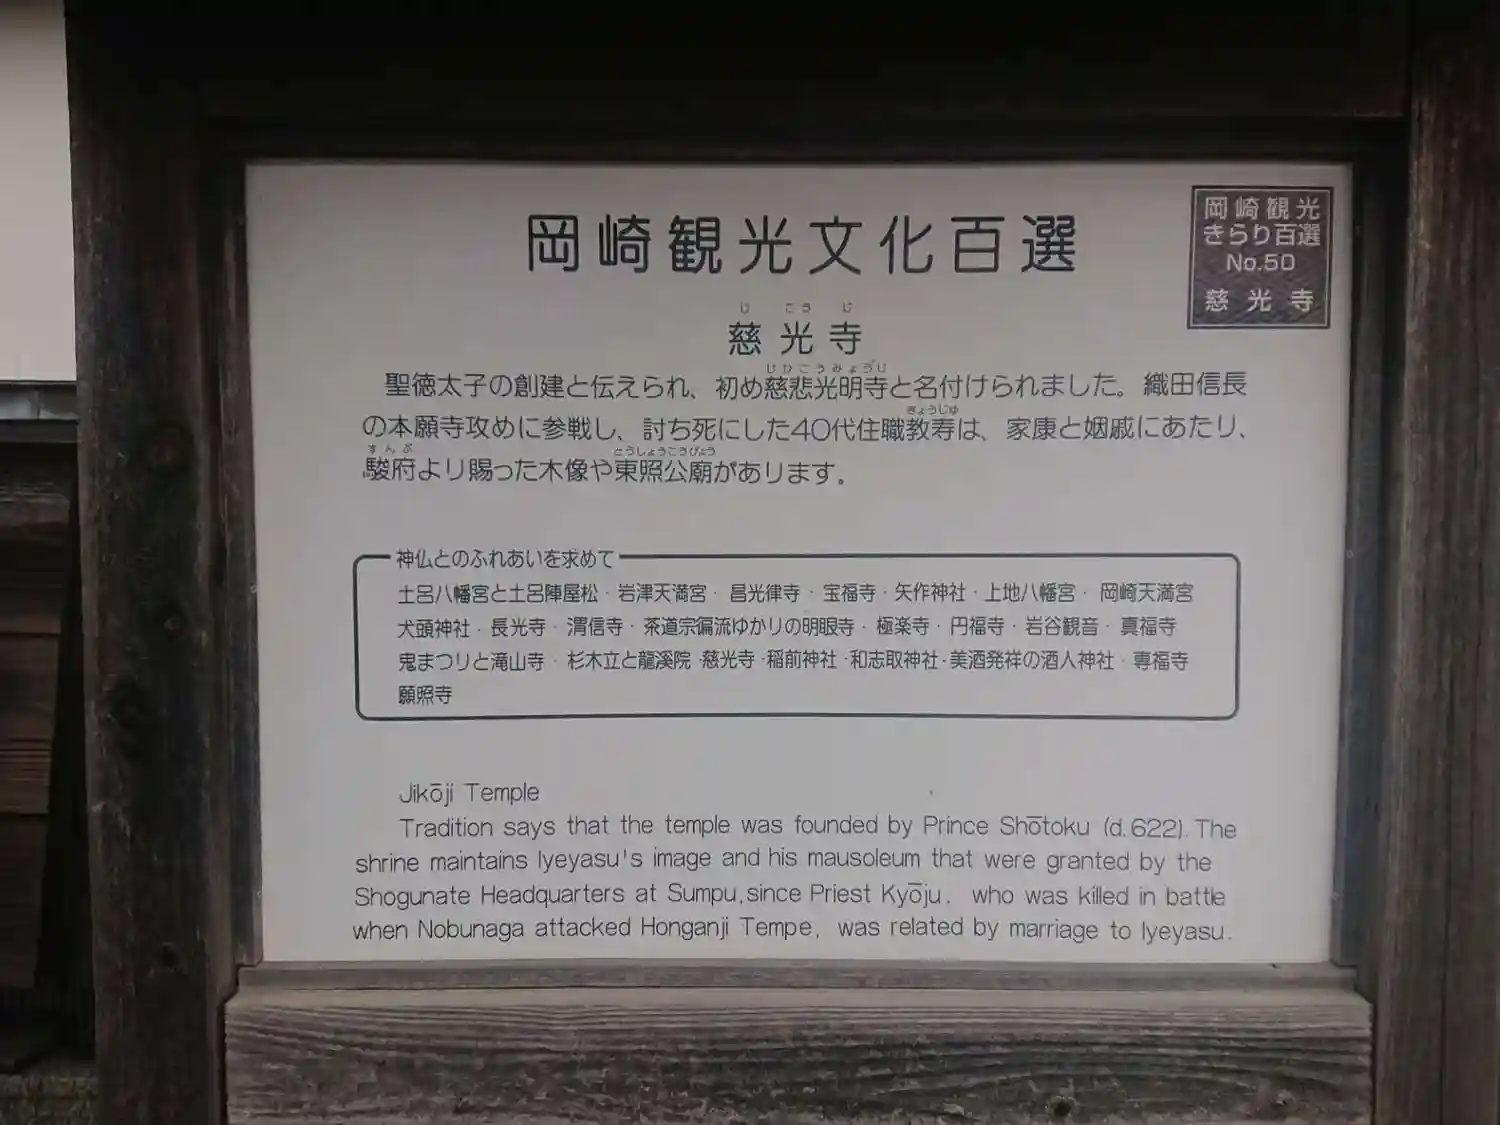 岡崎観光文化百選
岡崎観光
きらり百選
No.50
慈光寺
じ こう じ
慈光寺
じひこうみょうじ
聖徳太子の創建と伝えられ、初め慈悲光明寺と名付けられました。織田信長
きょうじゅ
の本願寺攻めに参戦し、討ち死にした40代住職教寿は、家康と姻戚にあたり、
すんぷ とうしょうこうびょう
駿府より賜った木像や東照公廟があります。
神仏とのふれあいを求めて
土呂八幡宮と土呂陣屋松・岩津天満宮・昌光律寺・宝福寺・矢作神社・上地八幡宮・岡崎天満宮
犬頭神社・長光寺・渭信寺・茶道宗徧流ゆかりの明眼寺・極楽寺・円福寺・岩谷観音・真福寺
鬼まつりと滝山寺・杉木立と龍溪院・慈光寺・稲前神社・和志取神社・美酒発祥の酒人神社・専福寺
願照寺
Jikōji Temple
Tradition says that the temple was founded by Prince Shōtoku (d.622). The
shrine maintains Iyeyasu's image and his mausoleum that were granted by the
Shogunate Headquarters at Sumpu,since Priest Kyōju, who was killed in battle
when Nobunaga attacked Honganji Tempe, was related by marriage to Iyeyasu.